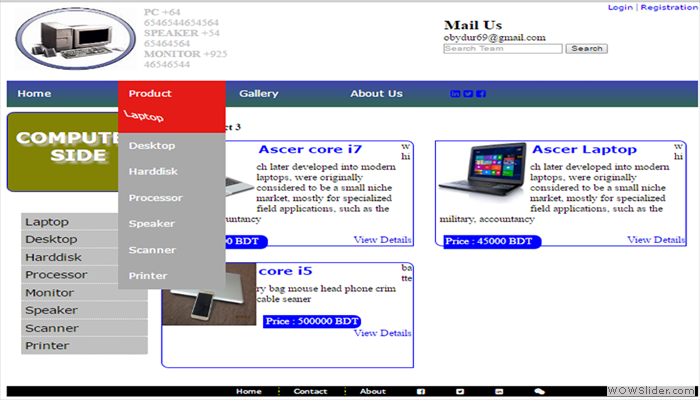 Login | Registration
PC +64
6546544654564
SPEAKER +54
65464564
MONITOR +925
46546544
Mail Us
obydur69@gmail.com
Search Team
Search
Home
Product
Gallery
About Us
Laptop
Desktop
Harddisk
Processor
Speaker
Scanner
Printer
COMPUTE
SIDE
Laptop
Desktop
Harddisk
Processor
Monitor
Speaker
Scanner
Printer
3
Ascer core i7
w
hi
ch later developed into modern
laptops, were originally
considered to be a small niche
market, mostly for specialized
field applications, such as the
countancy
00 BDT
View Details
Ascer Laptop
w
hi
ch later developed into modern
laptops, were originally
considered to be a small niche
market, mostly for specialized
field applications, such as the
military, accountancy
Price : 45000 BDT
View Details
core i5
ba
tte
ry bag mouse head phone crim
cable seaner
Price : 500000 BDT
View Details
Home
Contact
About
WOWSlider.com